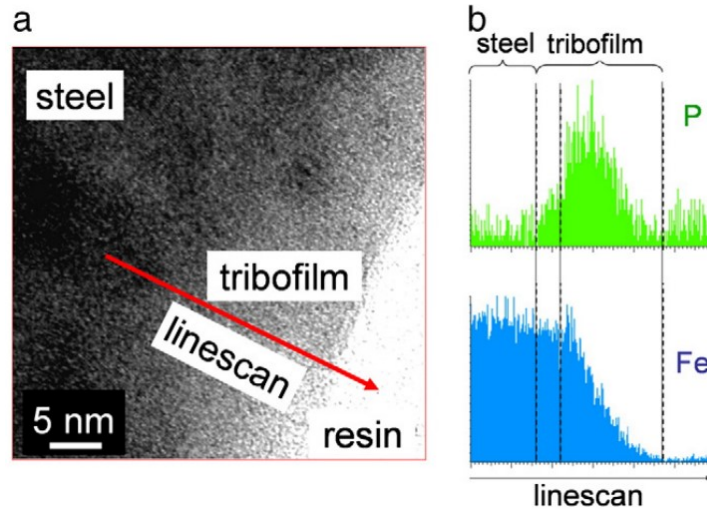 a
steel
tribofilm
linescan
5 nm
resin
b
steel tribofilm
P
Fe
linescan